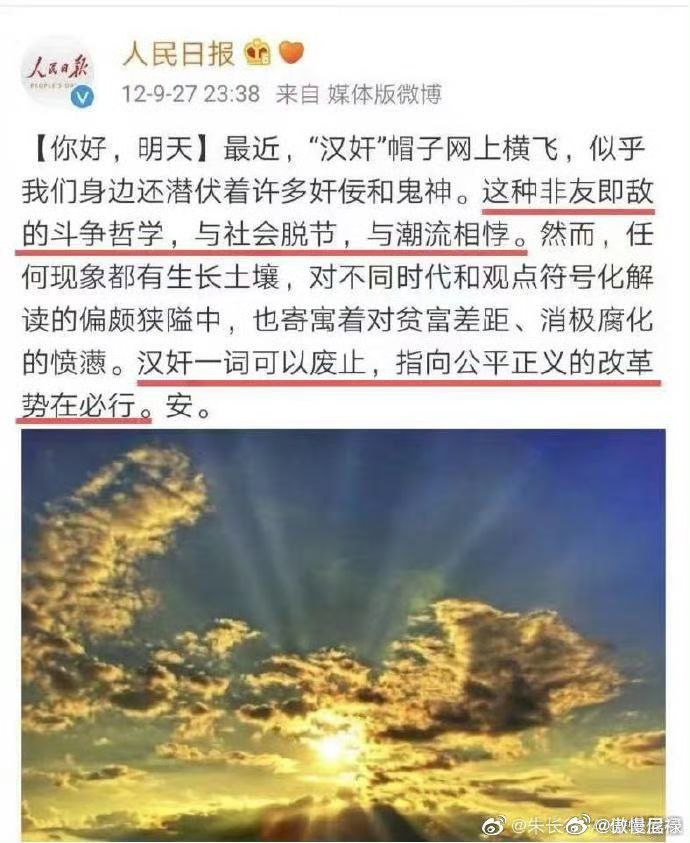 人民日报
人民日报
PEOPLE'S DA
12-9-27 23:38 来自 媒体版微博
【你好，明天】最近，“汉奸”帽子网上横飞，似乎
我们身边还潜伏着许多奸佞和鬼神。这种非友即敌
的斗争哲学，与社会脱节，与潮流相悖。然而，任
何现象都有生长土壤，对不同时代和观点符号化解
读的偏颇狭隘中，也寄寓着对贫富差距、消极腐化
的愤懑。汉奸一词可以废止，指向公平正义的改革
势在必行。安。
@朱长
@傲慢